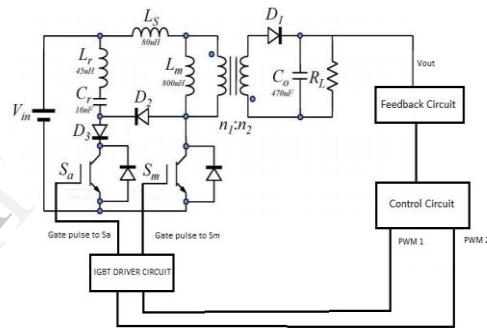 L_S
80uH
D_1
L_r
45uH
L_m
800uH
C_o
470uF
R_L
Vout
C_r
16nF
D_2
V_in
n_1:n_2
Feedback Circuit
D_3
S_a
S_m
Control Circuit
Gate pulse to Sa
Gate pulse to Sm
PWM 1
PWM 2
IGBT DRIVER CIRCUIT